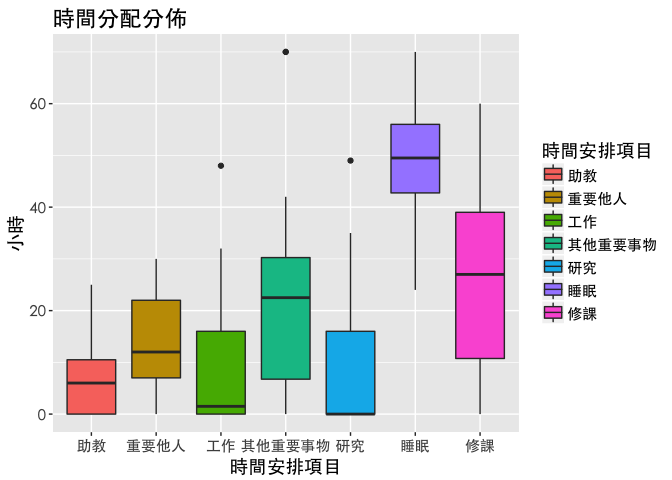 時間分配分佈
小時
60
40
20
0
助教 重要他人 工作 其他重要事物 研究 睡眠 修課
時間安排項目
時間安排項目
助教
重要他人
工作
其他重要事物
研究
睡眠
修課